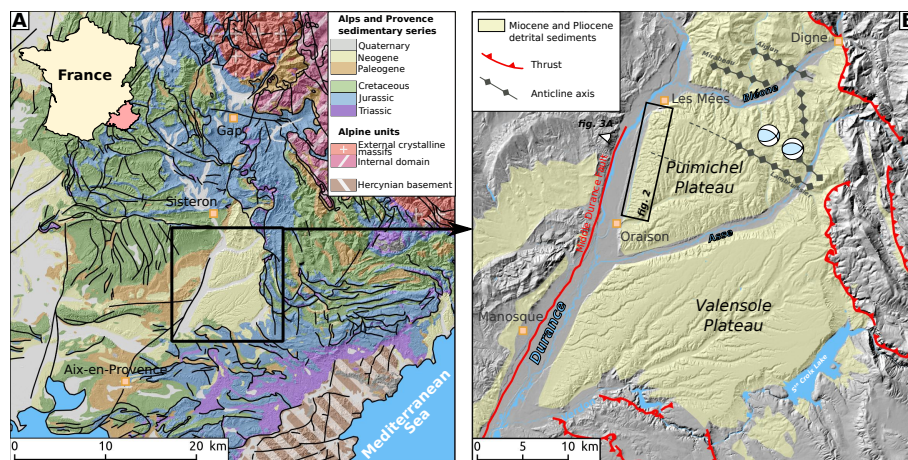 A
France
Alps and Provence
sedimentary series
Quaternary
Neogene
Paleogene
Cretaceous
Jurassic
Triassic
Alpine units
External crystalline
massifs
Internal domain
Hercynian basement
Gap
Sisteron
Aix-en-Provence
Mediterranean
Sea
0
20
km
B
Miocene and Pliocene
detrital sediments
Thrust
Anticline axis
Digne
Mirabeau
Aiglun
Les Mées
Bléone
fig. 3A
Puimichel
Plateau
fig 2
Oraison
Asse
Valensole
Plateau
Manosque
Durance
Lake
0
5
10
km